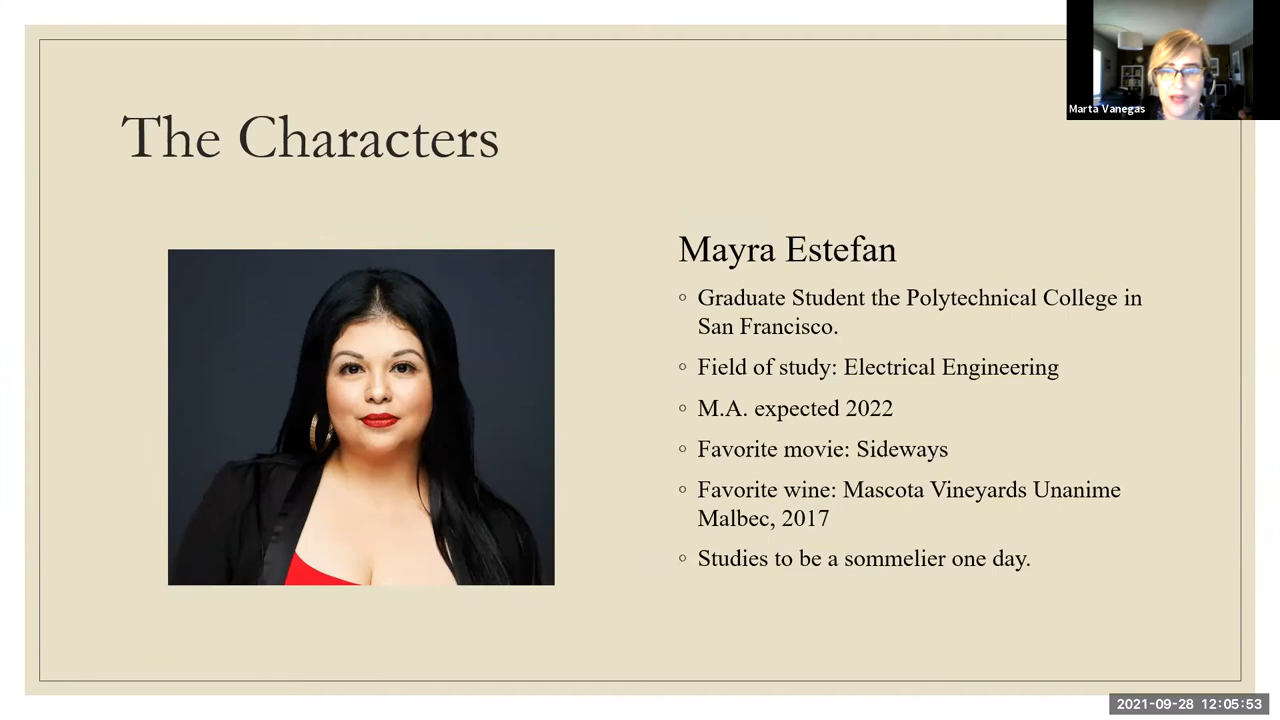 Marta Vanegas
The Characters
Mayra Estefan
◦ Graduate Student the Polytechnical College in
San Francisco.
◦ Field of study: Electrical Engineering
◦ M.A. expected 2022
◦ Favorite movie: Sideways
◦ Favorite wine: Mascota Vineyards Unanime
Malbec, 2017
◦ Studies to be a sommelier one day.
2021-09-28 12:05:53